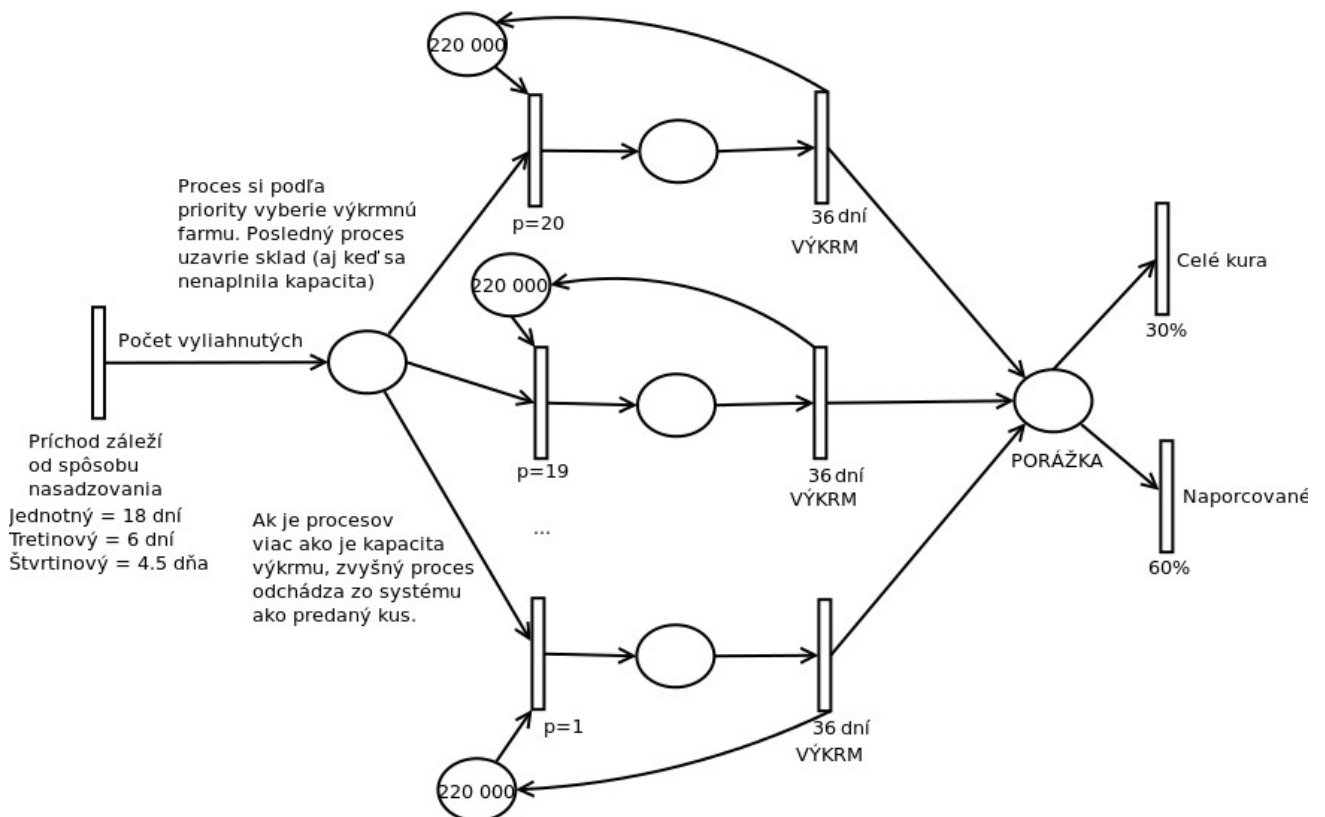 220 000
Proces si podľa
priority vyberie výkrmnú
farmu. Posledný proces
uzavrie sklad (aj keď sa
nenaplnila kapacita)
p=20
36 dní
VÝKRM
220 000
Celé kura
30%
Počet vyliahnutých
Príchod záleží
od spôsobu
nasadzovania
Jednotný = 18 dní
Tretinový = 6 dní
Štvrtinový = 4.5 dňa
p=19
36 dní
VÝKRM
PORÁŽKA
Naporcované
60%
Ak je procesov
viac ako je kapacita
výkrmu, zvyšný proces
odchádza zo systému
ako predaný kus.
...
p=1
36 dní
VÝKRM
220 000